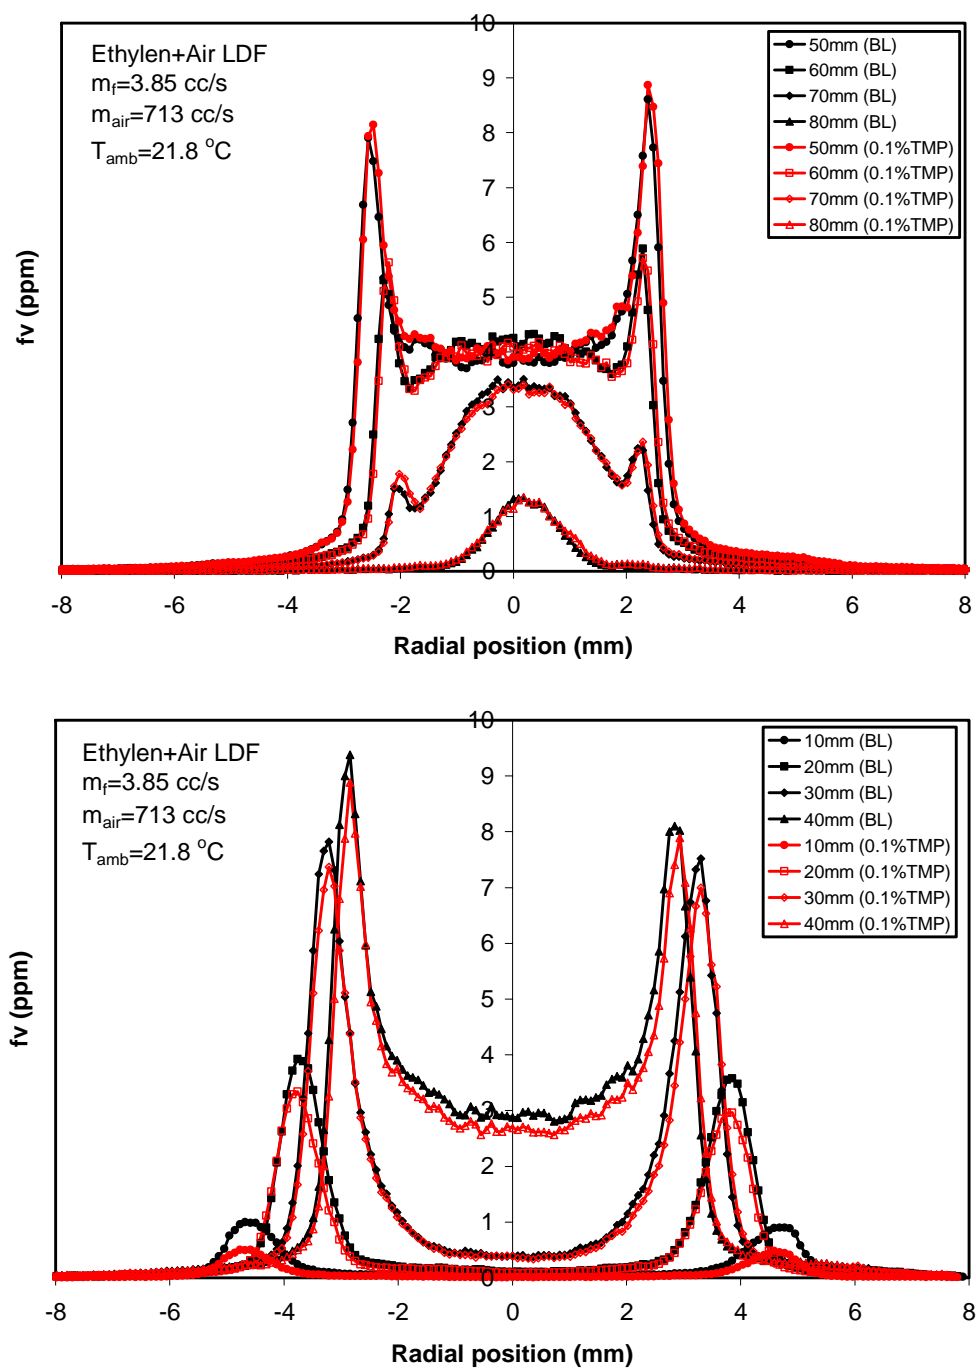 10
Ethylen+Air LDF
mf=3.85 cc/s
mair=713 cc/s
Tamb=21.8 °C
50mm (BL)
60mm (BL)
70mm (BL)
80mm (BL)
50mm (0.1%TMP)
60mm (0.1%TMP)
70mm (0.1%TMP)
80mm (0.1%TMP)
9
8
7
6
5
4
3
2
1
0
fv (ppm)
-8 -6 -4 -2 0 2 4 6 8
Radial position (mm)
10
Ethylen+Air LDF
mf=3.85 cc/s
mair=713 cc/s
Tamb=21.8 °C
10mm (BL)
20mm (BL)
30mm (BL)
40mm (BL)
10mm (0.1%TMP)
20mm (0.1%TMP)
30mm (0.1%TMP)
40mm (0.1%TMP)
9
8
7
6
5
4
3
2
1
0
fv (ppm)
-8 -6 -4 -2 0 2 4 6 8
Radial position (mm)